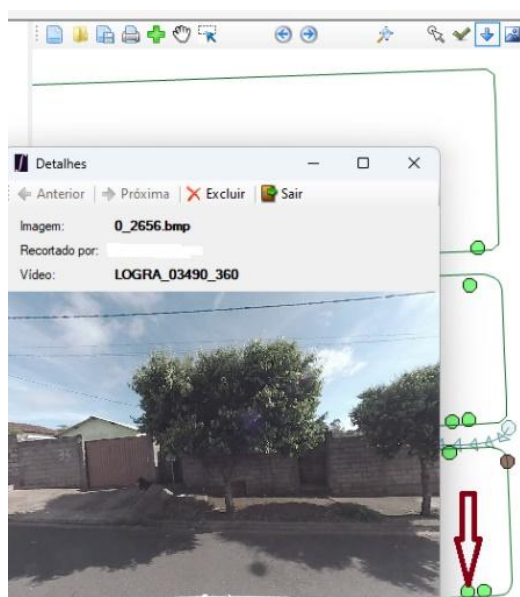 Detalhes
Anterior Próxima Excluir Sair
Imagem: 0_2656.bmp
Recortado por:
Vídeo: LOGRA_03490_360